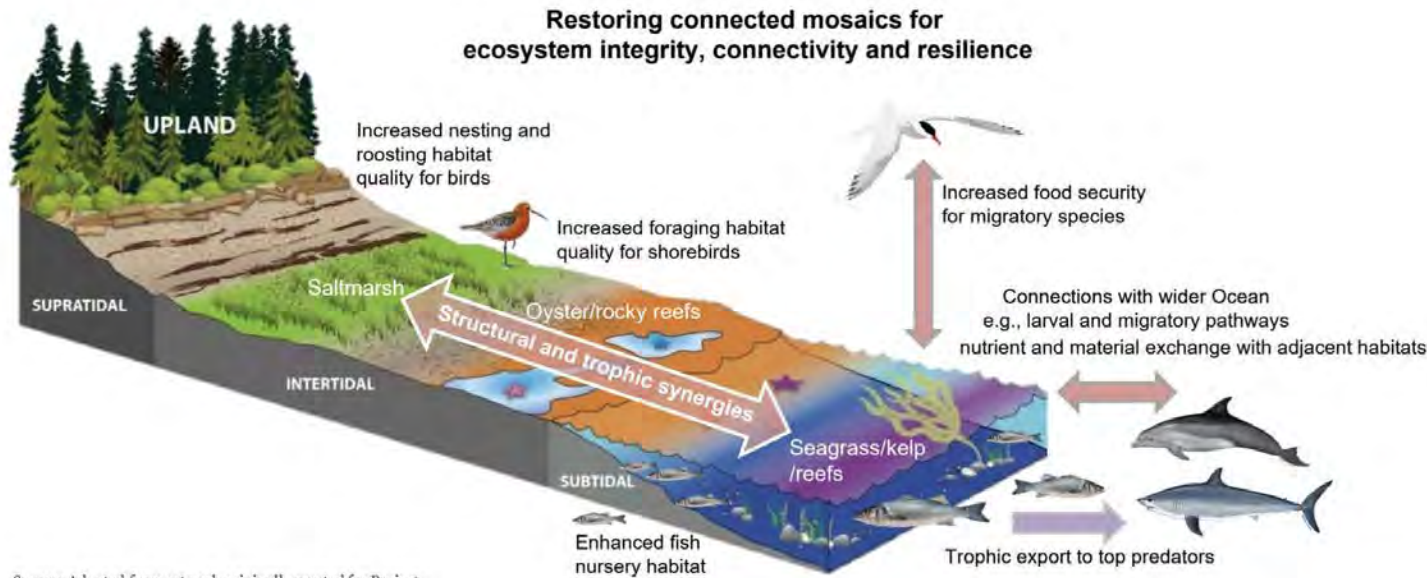 Restoring connected mosaics for
ecosystem integrity, connectivity and resilience
UPLAND
Increased nesting and
roosting habitat
quality for birds
Increased foraging habitat
quality for shorebirds
Increased food security
for migratory species
Connections with wider Ocean
e.g., larval and migratory pathways
nutrient and material exchange with adjacent habitats
SUPRATIDAL
Saltmarsh
Oyster/rocky reefs
Structural and trophic synergies
INTERTIDAL
Seagrass/kelp
/reefs
SUBTIDAL
Enhanced fish
nursery habitat
Trophic export to top predators